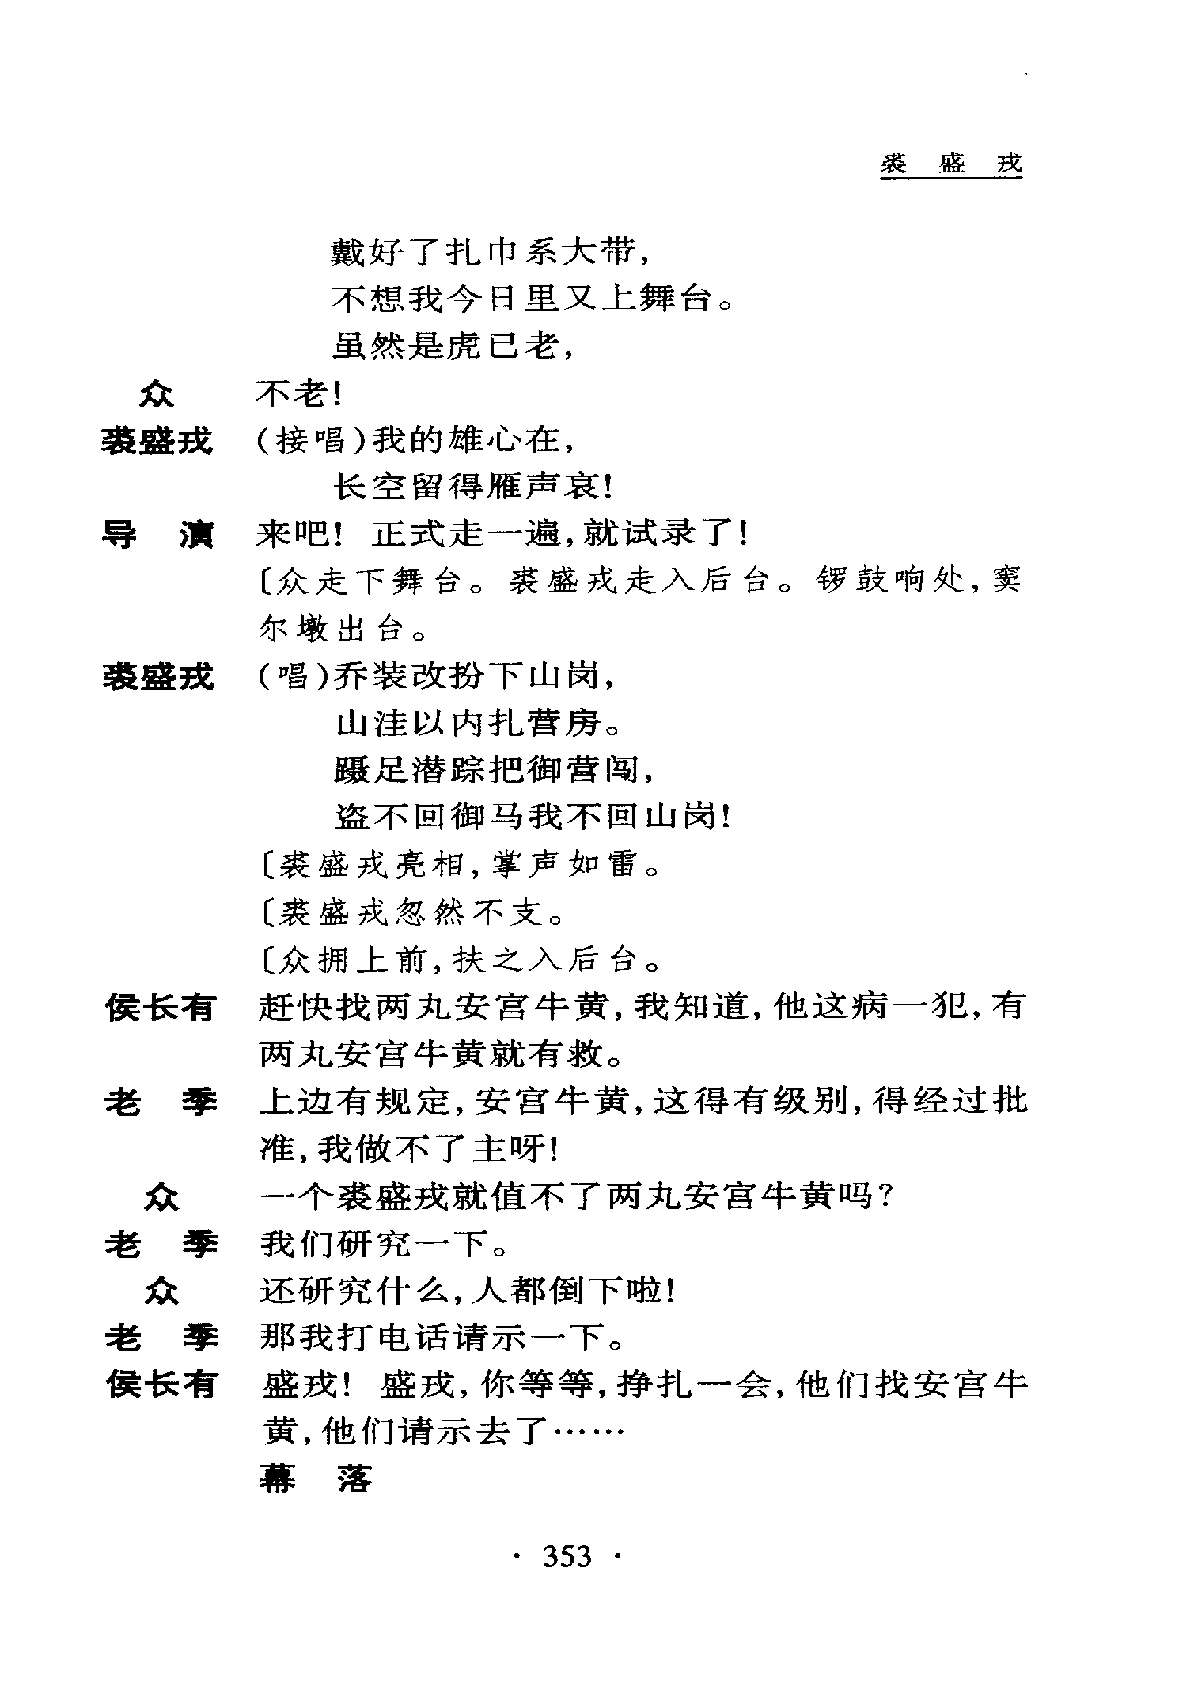 裘　盛　戎
戴好了扎巾系大带，
不想我今日里又上舞台。
虽然是虎已老，
众　不老！
裘盛戎　（接唱）我的雄心在，
长空留得雁声哀！
导　演　来吧！正式走一遍，就试录了！
〔众走下舞台。裘盛戎走入后台。锣鼓响处，窦
尔墩出台。
裘盛戎　（唱）乔装改扮下山岗，
山洼以内扎营房。
蹑足潜踪把御营闯，
盗不回御马我不回山岗！
〔裘盛戎亮相，掌声如雷。
〔裘盛戎忽然不支。
〔众拥上前，扶之入后台。
侯长有　赶快找两丸安宫牛黄，我知道，他这病一犯，有
两丸安宫牛黄就有救。
老　季　上边有规定，安宫牛黄，这得有级别，得经过批
准，我做不了主呀！
众　一个裘盛戎就值不了两丸安宫牛黄吗？
老　季　我们研究一下。
众　还研究什么，人都倒下啦！
老　季　那我打电话请示一下。
侯长有　盛戎！盛戎，你等等，挣扎一会，他们找安宫牛
黄，他们请示去了……
幕　落
· 353 ·